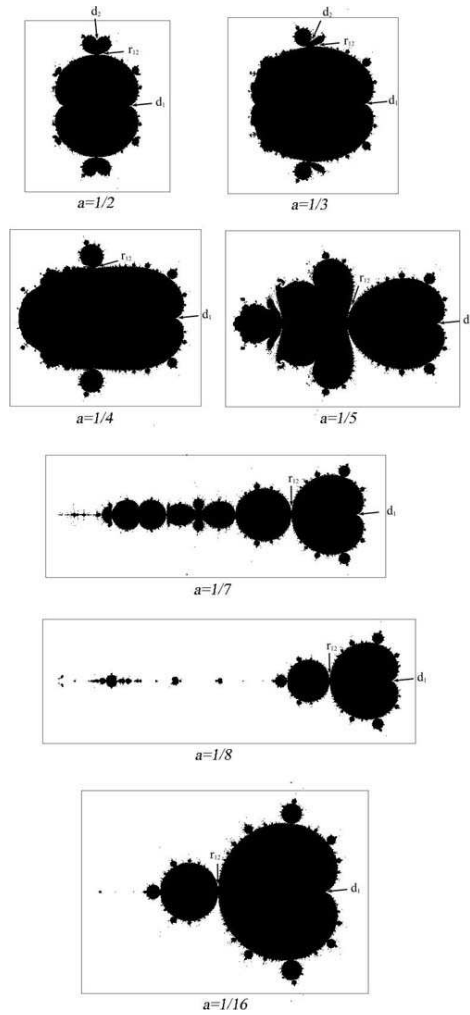 d₂
r₁₂
d₁
a=1/2
d₂
r₁₂
d₁
a=1/3
r₁₂
d₁
a=1/4
r₁₂
d
a=1/5
r₁₂
d₁
a=1/7
r₁₂
d₁
a=1/8
r₁₂
d₁
a=1/16